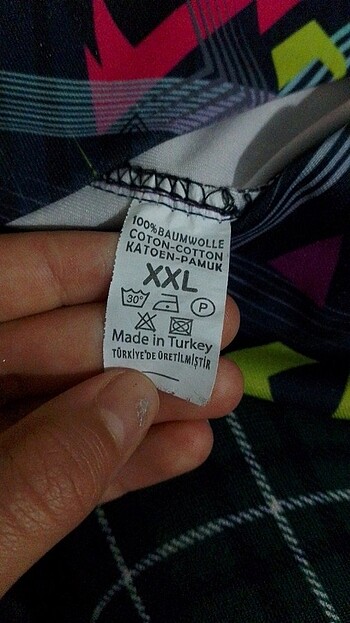 100%BAUMWOLLE
COTON-COTTON
KATOEN-PAMUK
XXL
30°
P
Made in Turkey
TÜRKİYE'DE ÜRETİLMİŞTİR